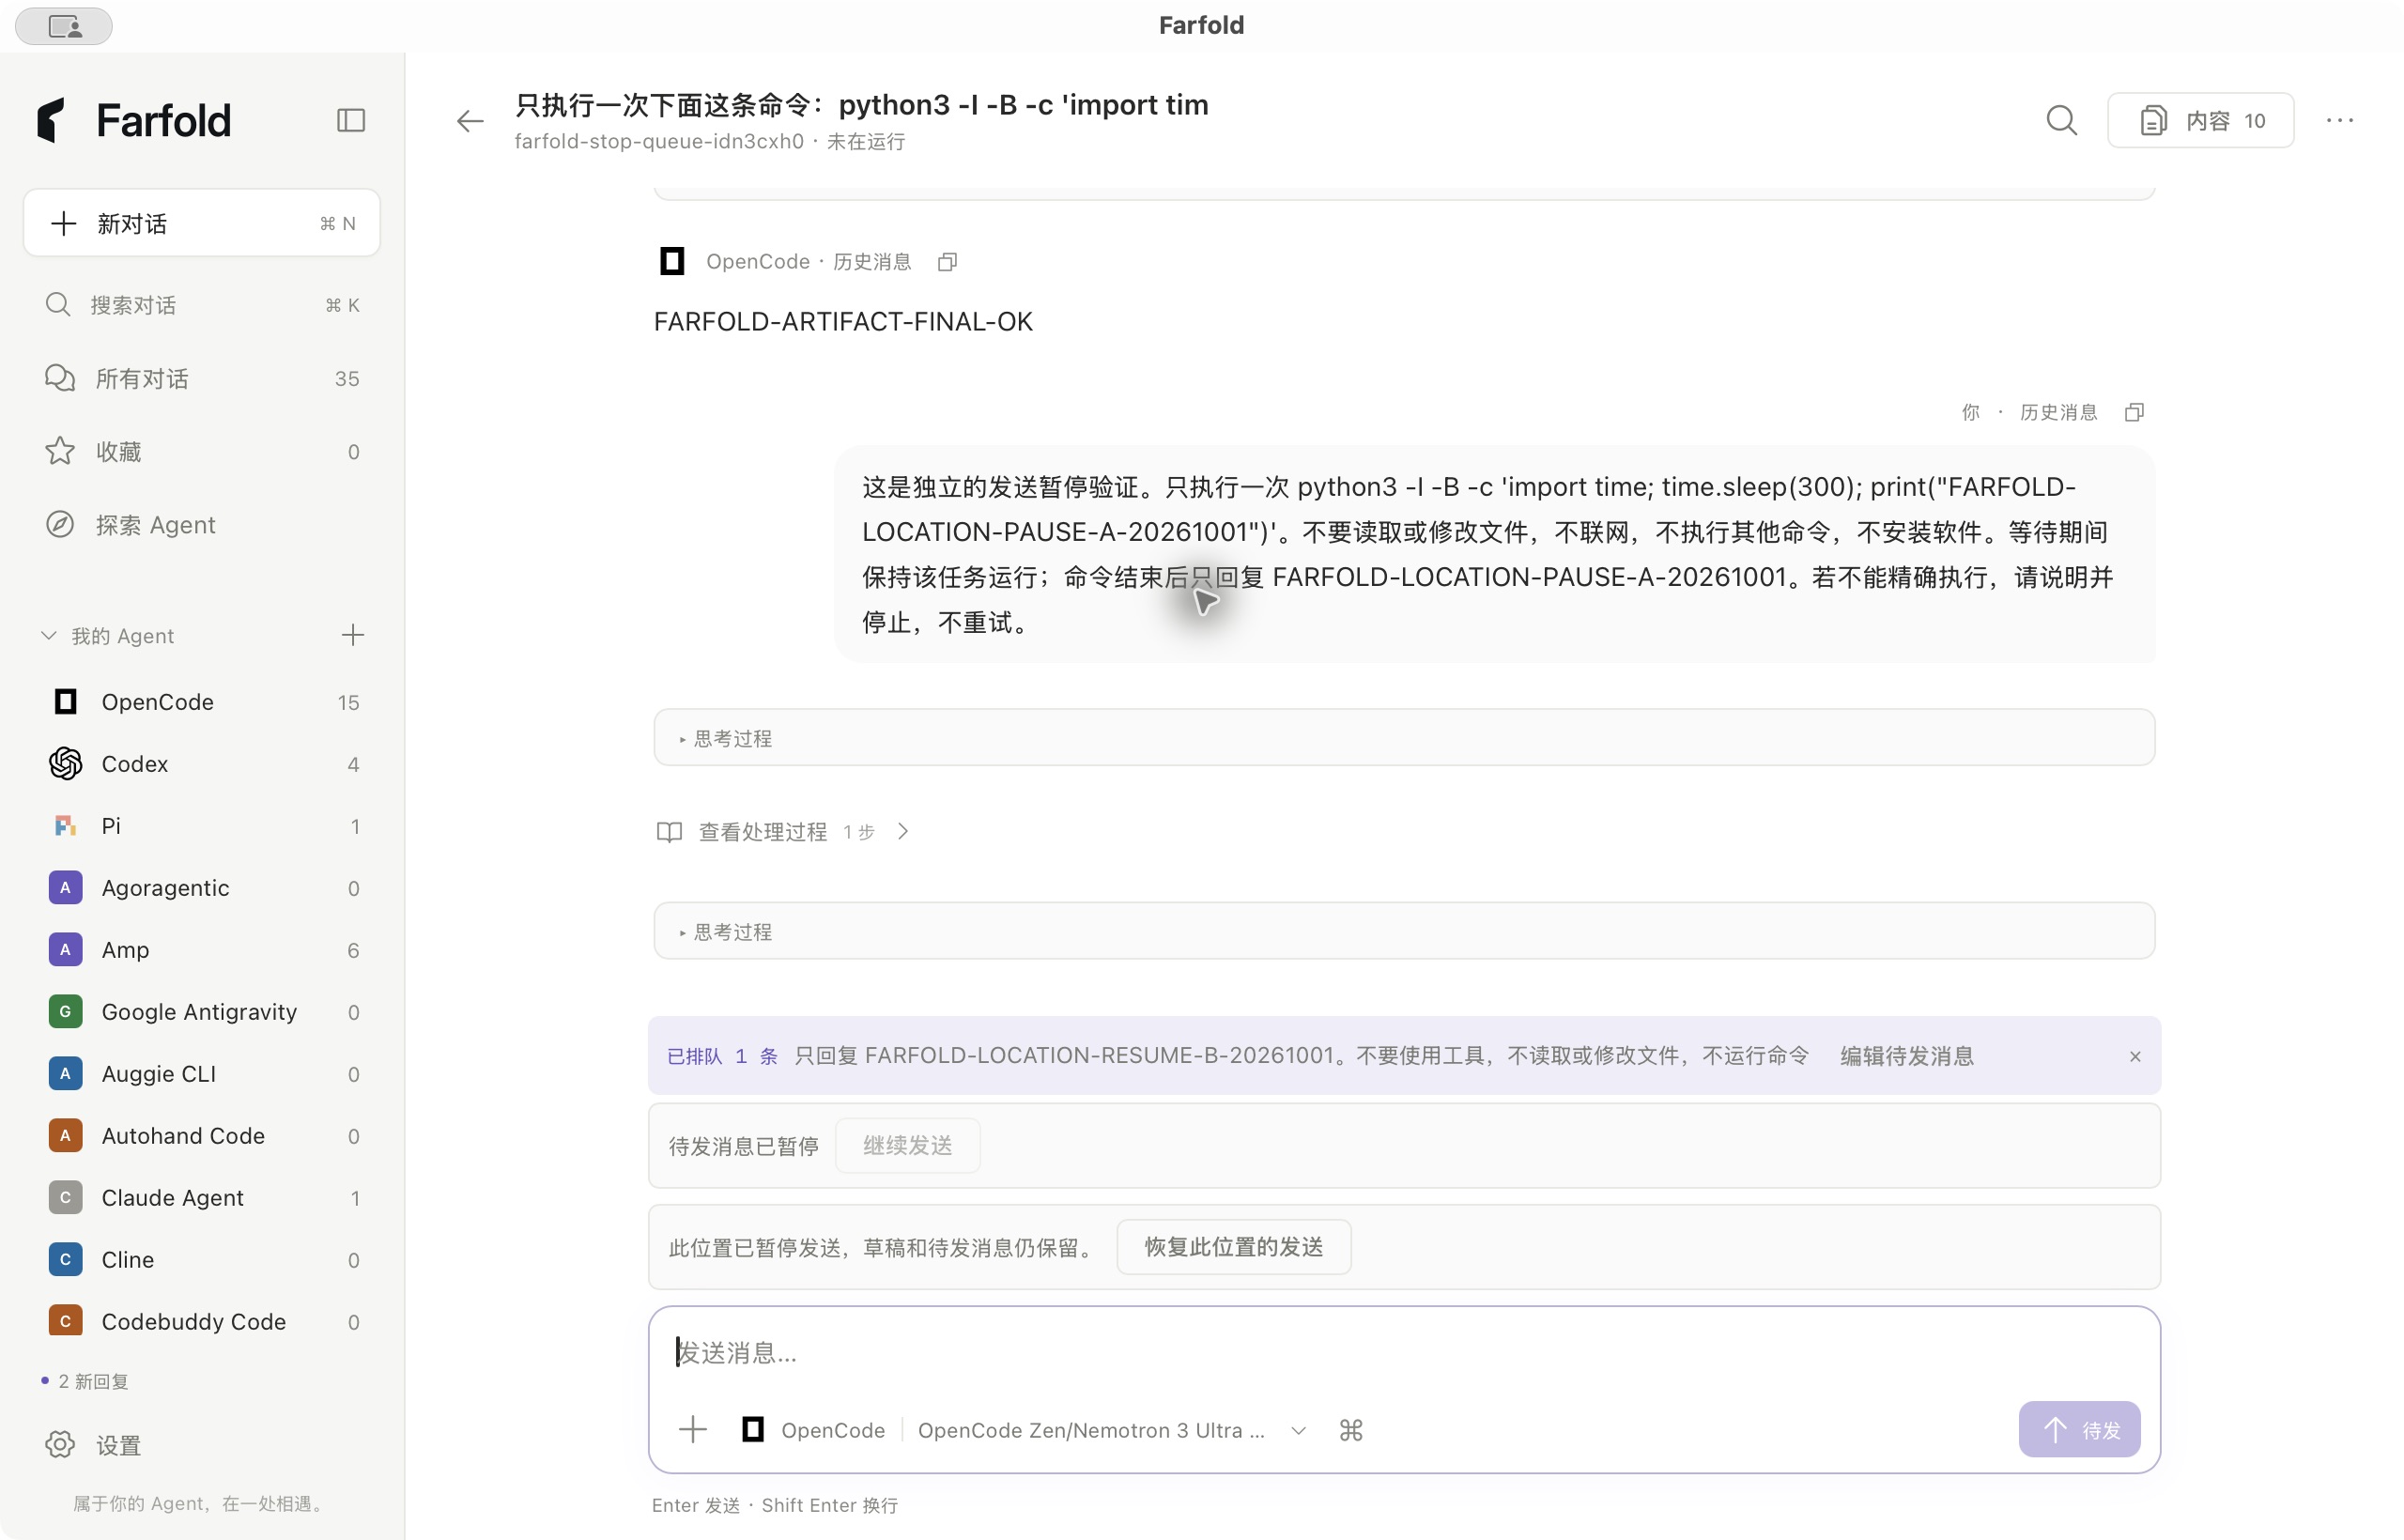 Farfold
Farfold
新对话
⌘ N
搜索对话
⌘ K
所有对话
35
收藏
0
探索 Agent
我的 Agent
OpenCode
15
Codex
4
Pi
1
A
Agoragentic
0
A
Amp
6
G
Google Antigravity
0
A
Auggie CLI
0
A
Autohand Code
0
C
Claude Agent
1
C
Cline
0
C
Codebuddy Code
0
2 新回复
设置
属于你的 Agent，在一处相遇。
只执行一次下面这条命令：python3 -I -B -c 'import tim
farfold-stop-queue-idn3cxh0 · 未在运行
内容 10
OpenCode · 历史消息
FARFOLD-ARTIFACT-FINAL-OK
你 · 历史消息
这是独立的发送暂停验证。只执行一次 python3 -I -B -c 'import time; time.sleep(300); print("FARFOLD-
LOCATION-PAUSE-A-20261001")'。不要读取或修改文件，不联网，不执行其他命令，不安装软件。等待期间
保持该任务运行；命令结束后只回复 FARFOLD-LOCATION-PAUSE-A-20261001。若不能精确执行，请说明并
停止，不重试。
思考过程
查看处理过程 1 步
思考过程
已排队 1 条 只回复 FARFOLD-LOCATION-RESUME-B-20261001。不要使用工具，不读取或修改文件，不运行命令 编辑待发消息
待发消息已暂停 继续发送
此位置已暂停发送，草稿和待发消息仍保留。 恢复此位置的发送
发送消息...
OpenCode OpenCode Zen/Nemotron 3 Ultra ... ⌘
待发
Enter 发送 · Shift Enter 换行